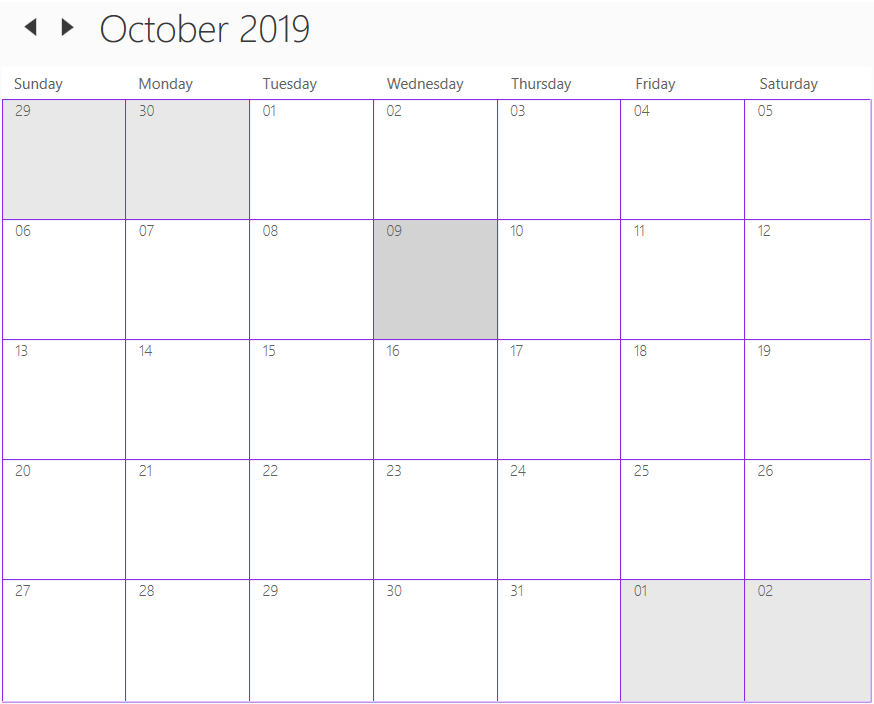 October 2019
Sunday Monday Tuesday Wednesday Thursday Friday Saturday
29 30 01 02 03 04 05
06 07 08 09 10 11 12
13 14 15 16 17 18 19
20 21 22 23 24 25 26
27 28 29 30 31 01 02